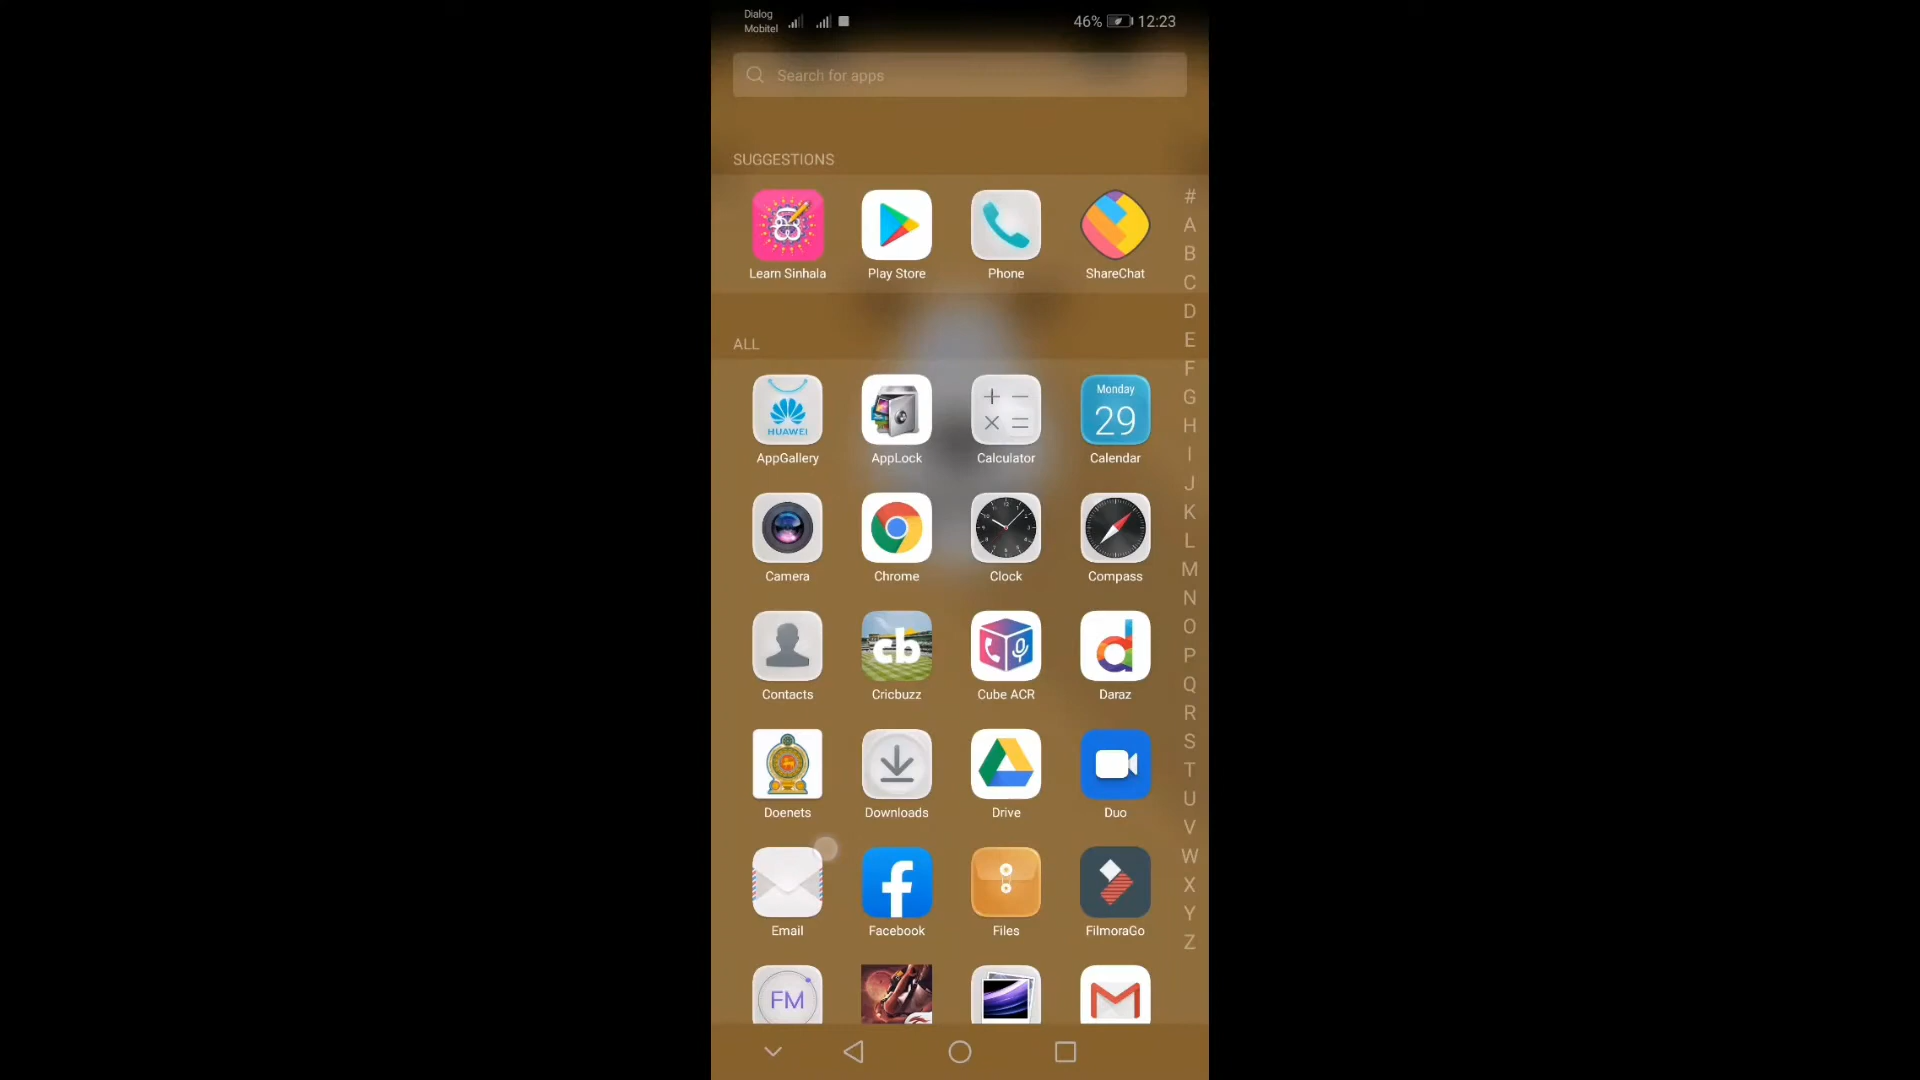 Dialog
Mobitel
46% 12:23
Search for apps
SUGGESTIONS
Learn Sinhala Play Store Phone ShareChat
ALL
HUAWEI
Monday
29
AppGallery AppLock Calculator Calendar
Camera Chrome Clock Compass
cb
Contacts Cricbuzz Cube ACR Daraz
Doenets Downloads Drive Duo
Email Facebook Files FilmoraGo
FM
#
A
B
C
D
E
F
G
H
I
J
K
L
M
N
O
P
Q
R
S
T
U
V
W
X
Y
Z